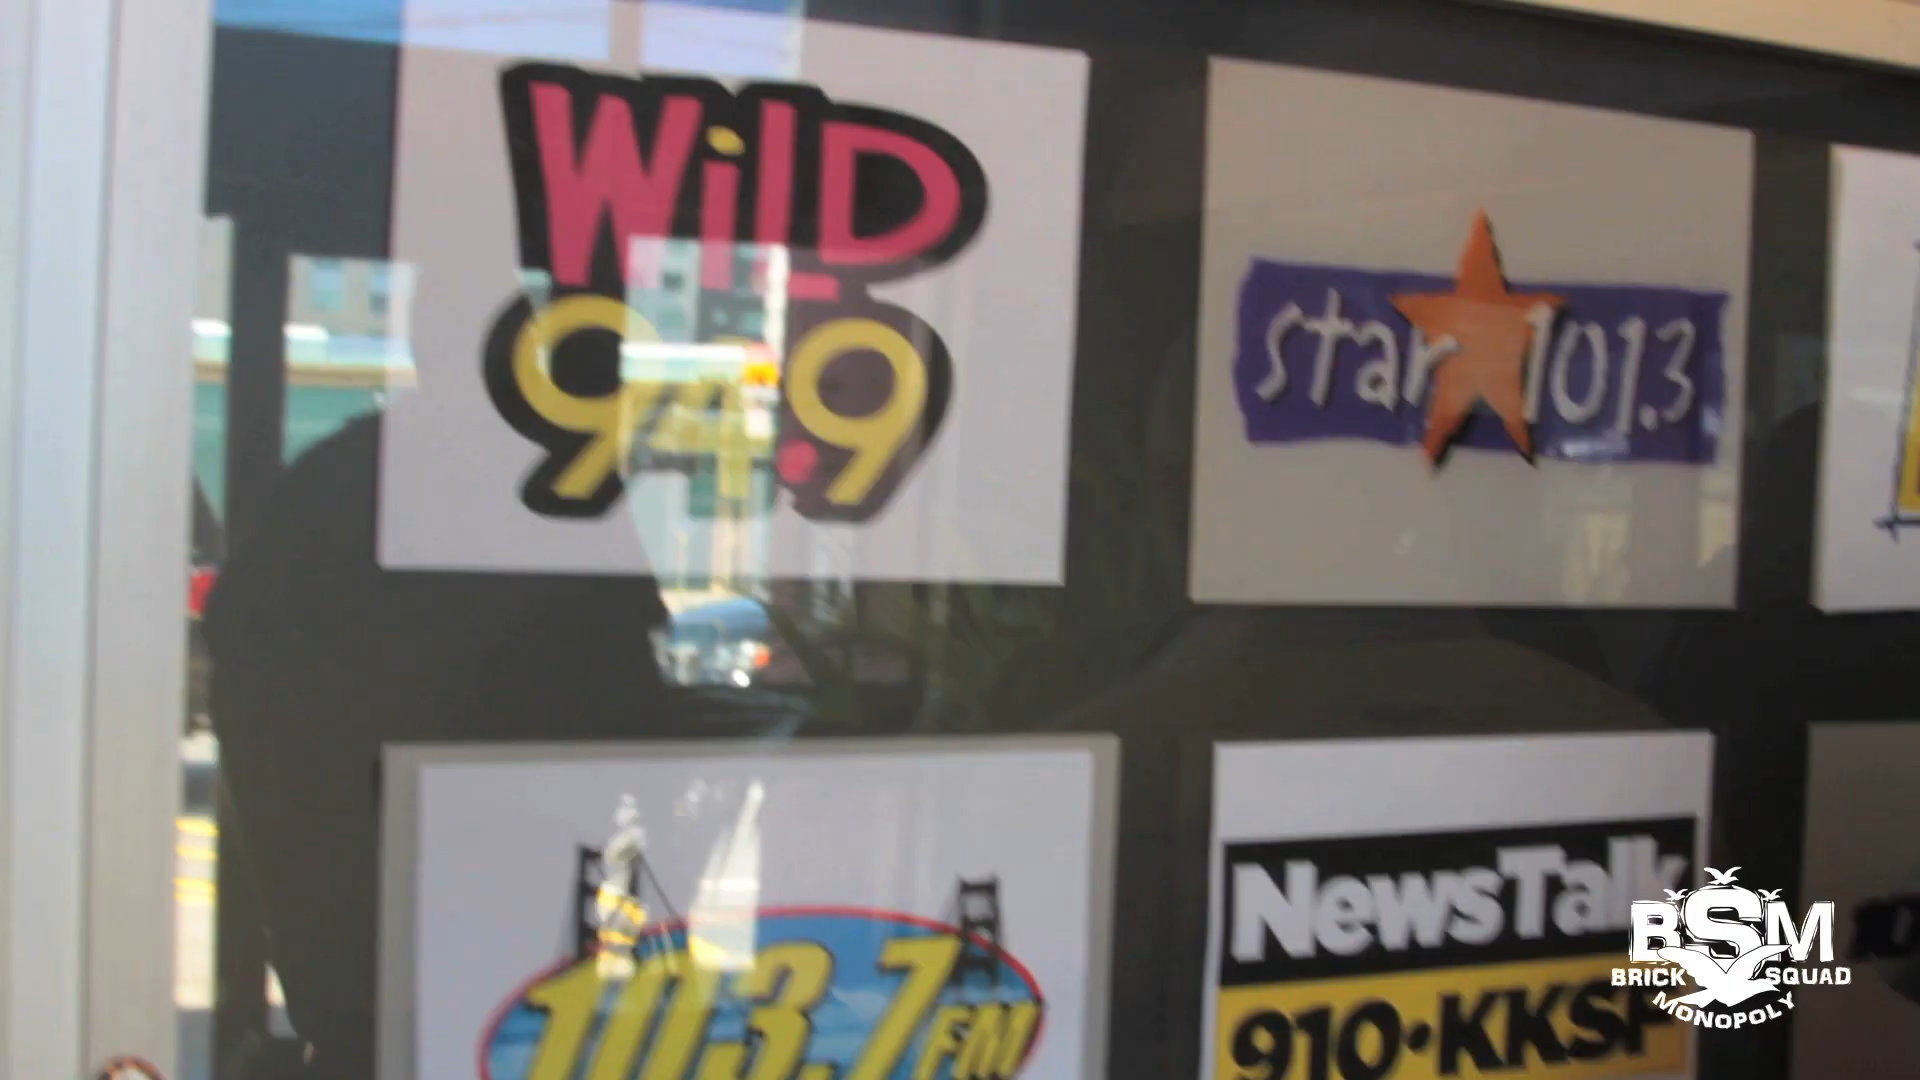 WiLD
94.9
star 101.3
103.7 FM
NewsTalk
910•KKSF
BSM
BRICK SQUAD
MONOPOLY